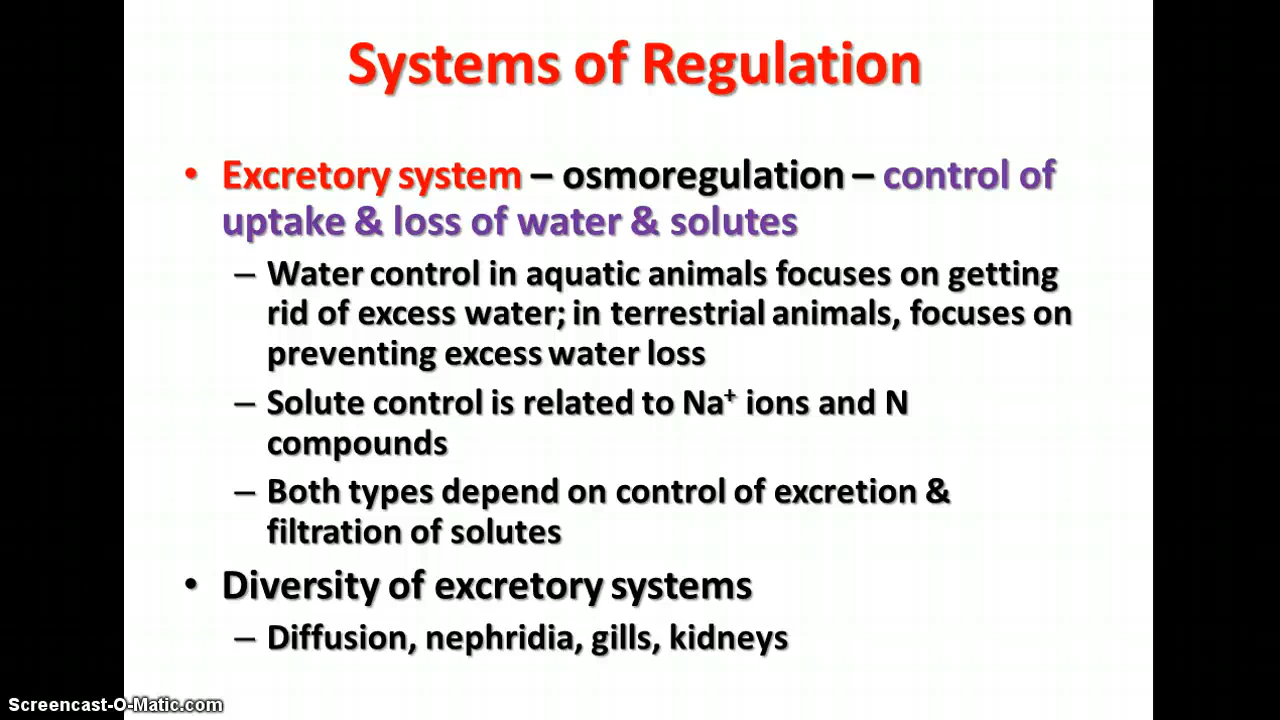 Systems of Regulation
• Excretory system – osmoregulation – control of
uptake & loss of water & solutes
– Water control in aquatic animals focuses on getting
rid of excess water; in terrestrial animals, focuses on
preventing excess water loss
– Solute control is related to Na⁺ ions and N
compounds
– Both types depend on control of excretion &
filtration of solutes
• Diversity of excretory systems
– Diffusion, nephridia, gills, kidneys
Screencast-O-Matic.com